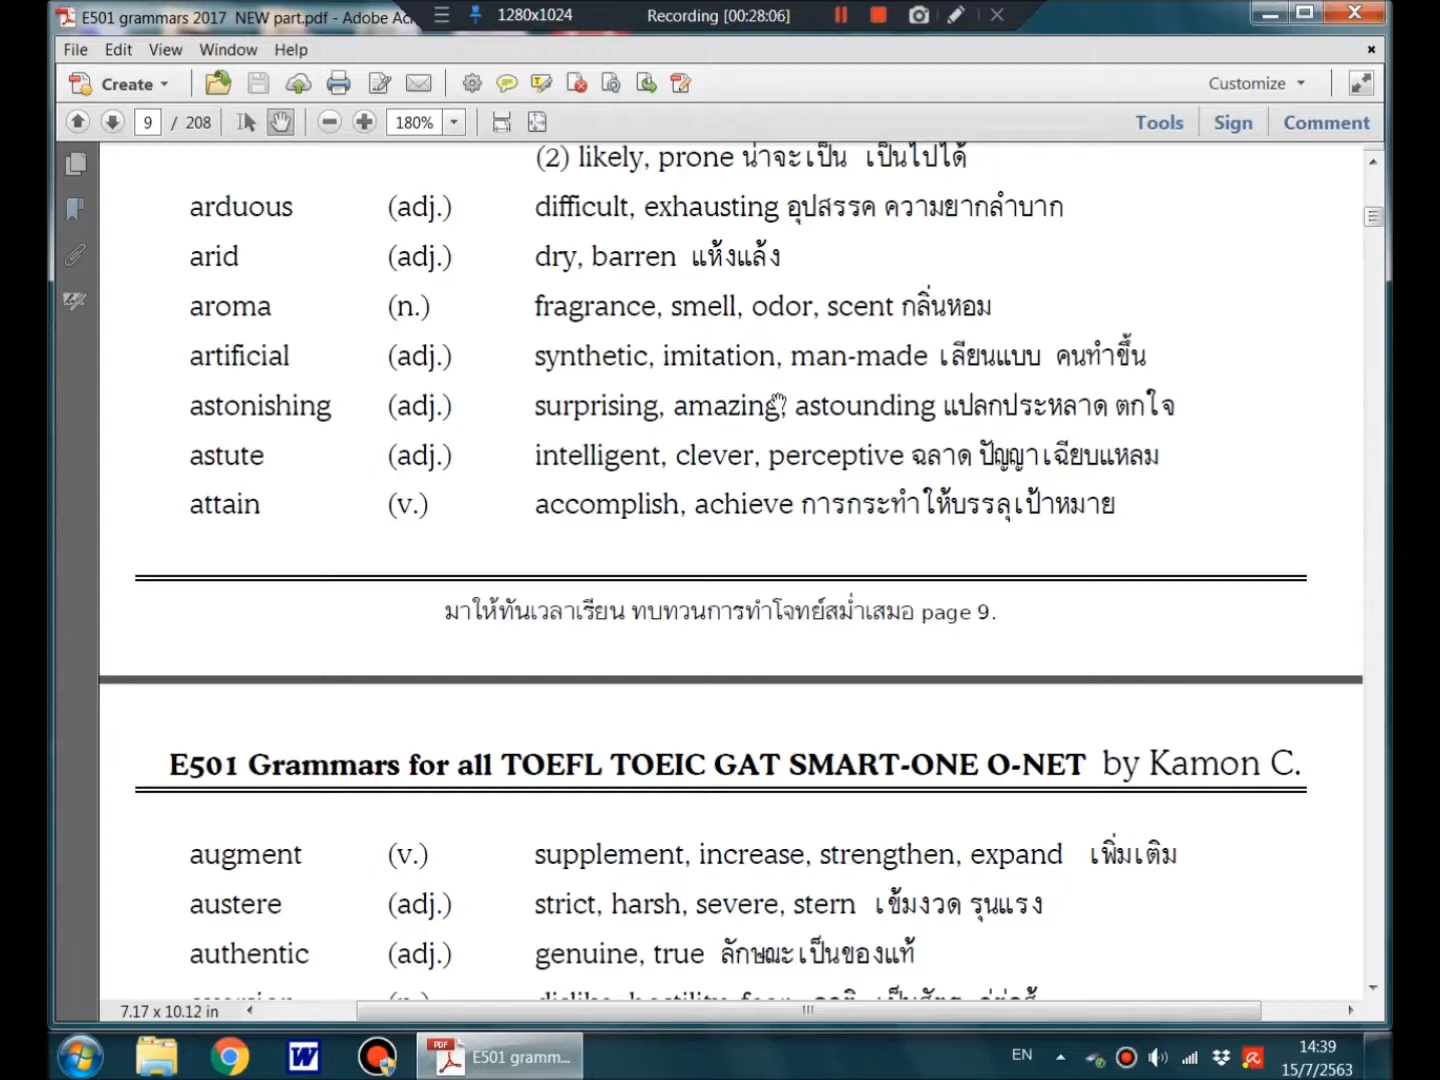 E501 grammars 2017 NEW part.pdf - Adobe Acr
1280x1024
Recording [00:28:06]
File Edit View Window Help
Create
Customize
9 / 208
180%
Tools Sign Comment
(2) likely, prone น่าจะเป็น เป็นไปได้
arduous (adj.) difficult, exhausting อุปสรรค ความยากลำบาก
arid (adj.) dry, barren แห้งแล้ง
aroma (n.) fragrance, smell, odor, scent กลิ่นหอม
artificial (adj.) synthetic, imitation, man-made เลียนแบบ คนทำขึ้น
astonishing (adj.) surprising, amazing, astounding แปลกประหลาด ตกใจ
astute (adj.) intelligent, clever, perceptive ฉลาด ปัญญาเฉียบแหลม
attain (v.) accomplish, achieve การกระทำให้บรรลุเป้าหมาย
มาให้ทันเวลาเรียน ทบทวนการทำโจทย์สม่ำเสมอ page 9.
E501 Grammars for all TOEFL TOEIC GAT SMART-ONE O-NET by Kamon C.
augment (v.) supplement, increase, strengthen, expand เพิ่มเติม
austere (adj.) strict, harsh, severe, stern เข้มงวด รุนแรง
authentic (adj.) genuine, true ลักษณะเป็นของแท้
7.17 x 10.12 in
E501 gramm...
EN
14:39
15/7/2563